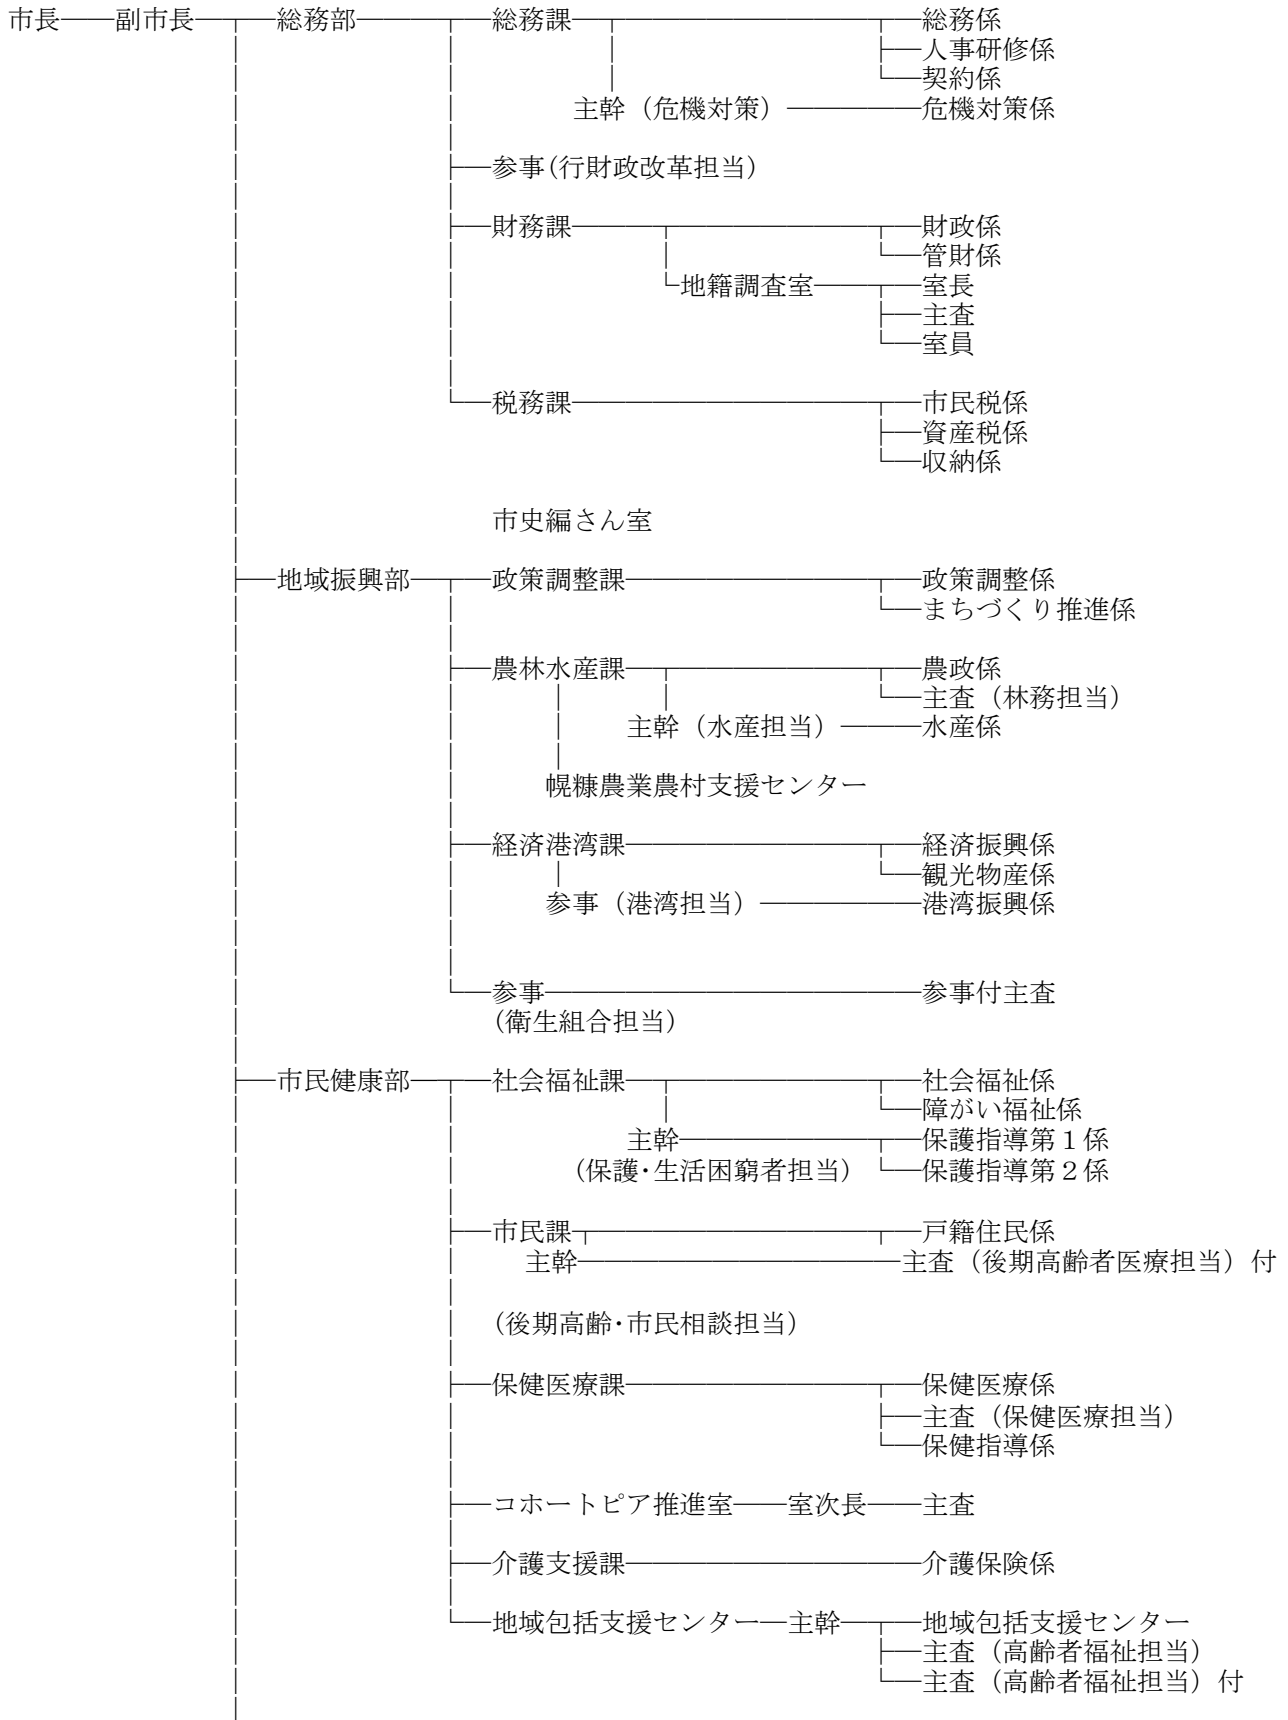 市長 副市長 総務部 総務課 総務係
人事研修係
契約係
主幹（危機対策） 危機対策係
参事(行財政改革担当)
財務課 財政係
管財係
地籍調査室 室長
主査
室員
税務課 市民税係
資産税係
収納係
市史編さん室
地域振興部 政策調整課 政策調整係
まちづくり推進係
農林水産課 農政係
主査（林務担当）
主幹（水産担当） 水産係
幌糠農業農村支援センター
経済港湾課 経済振興係
観光物産係
参事（港湾担当） 港湾振興係
参事 参事付主査
(衛生組合担当)
市民健康部 社会福祉課 社会福祉係
障がい福祉係
主幹 保護指導第１係
(保護･生活困窮者担当) 保護指導第２係
市民課 戸籍住民係
主幹 主査（後期高齢者医療担当）付
(後期高齢･市民相談担当)
保健医療課 保健医療係
主査（保健医療担当）
保健指導係
コホートピア推進室 室次長 主査
介護支援課 介護保険係
地域包括支援センター 主幹 地域包括支援センター
主査（高齢者福祉担当）
主査（高齢者福祉担当）付